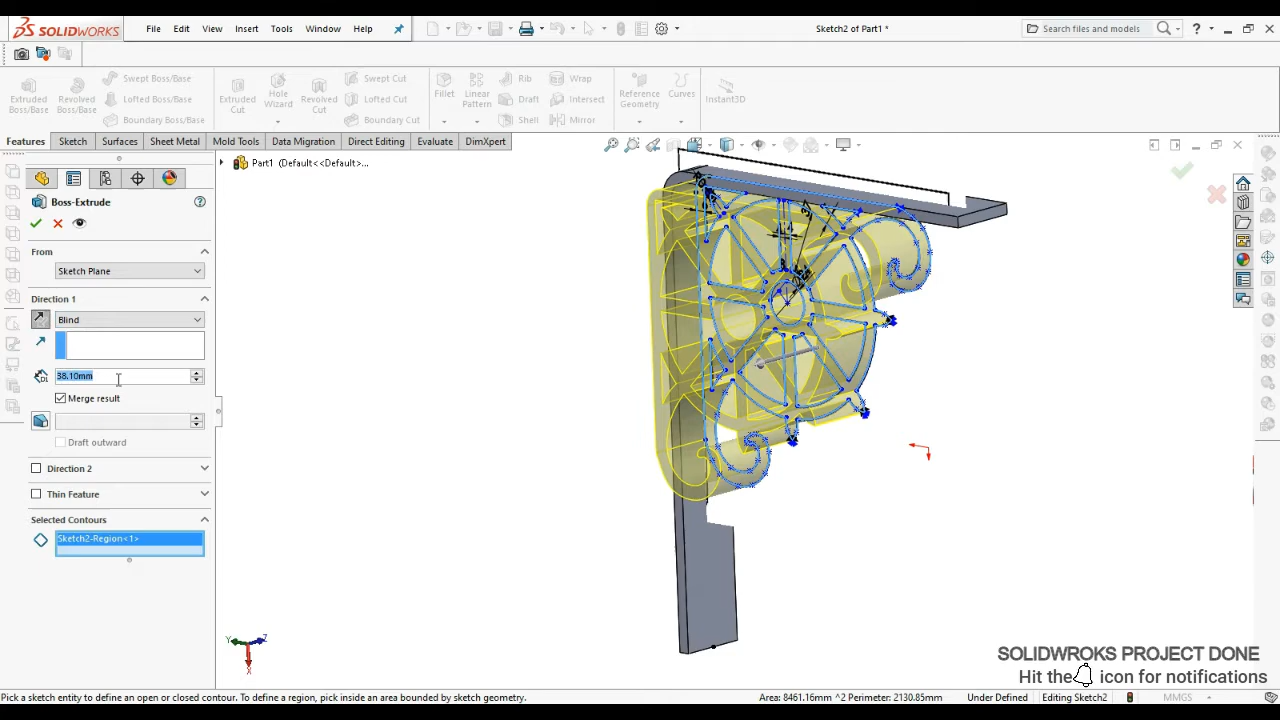 SOLIDWORKS File Edit View Insert Tools Window Help Sketch2 of Part1 * Search files and models
Extruded Boss/Base
Revolved Boss/Base
Swept Boss/Base
Lofted Boss/Base
Boundary Boss/Base
Extruded Cut
Hole Wizard
Revolved Cut
Swept Cut
Lofted Cut
Boundary Cut
Fillet
Linear Pattern
Rib
Draft
Shell
Wrap
Intersect
Mirror
Reference Geometry
Curves
Instant3D
Features Sketch Surfaces Sheet Metal Mold Tools Data Migration Direct Editing Evaluate DimXpert
Part1 (Default<<Default>...
Boss-Extrude
From
Sketch Plane
Direction 1
Blind
38.10mm
Merge result
Draft outward
Direction 2
Thin Feature
Selected Contours
Sketch2-Region<1>
Y Z
X
SOLIDWROKS PROJECT DONE
Hit the icon for notifications
Pick a sketch entity to define an open or closed contour. To define a region, pick inside an area bounded by sketch geometry. Area: 8461.16mm ^2 Perimeter: 2130.85mm Under Defined Editing Sketch2 MMGS